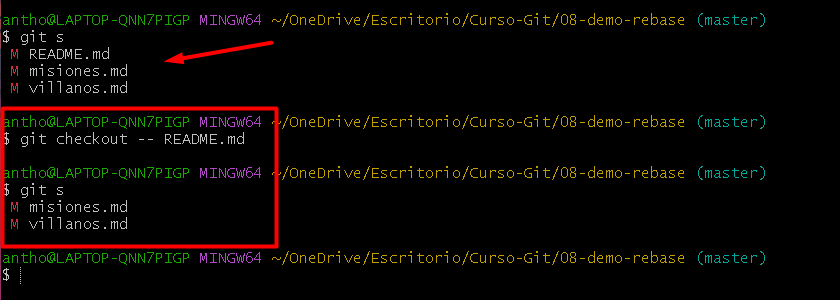 antho@LAPTOP-QNN7PIGP MINGW64 ~/OneDrive/Escritorio/Curso-Git/08-demo-rebase (master)
$ git s
 M README.md
 M misiones.md
 M villanos.md
antho@LAPTOP-QNN7PIGP MINGW64 ~/OneDrive/Escritorio/Curso-Git/08-demo-rebase (master)
$ git checkout -- README.md
antho@LAPTOP-QNN7PIGP MINGW64 ~/OneDrive/Escritorio/Curso-Git/08-demo-rebase (master)
$ git s
 M misiones.md
 M villanos.md
antho@LAPTOP-QNN7PIGP MINGW64 ~/OneDrive/Escritorio/Curso-Git/08-demo-rebase (master)
$